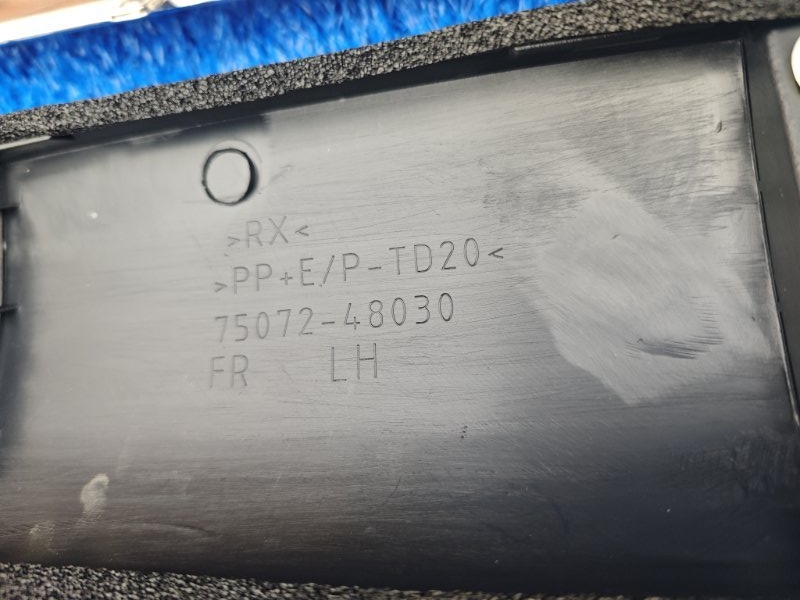 >RX<
>PP+E/P-TD20<
75072-48030
FR LH